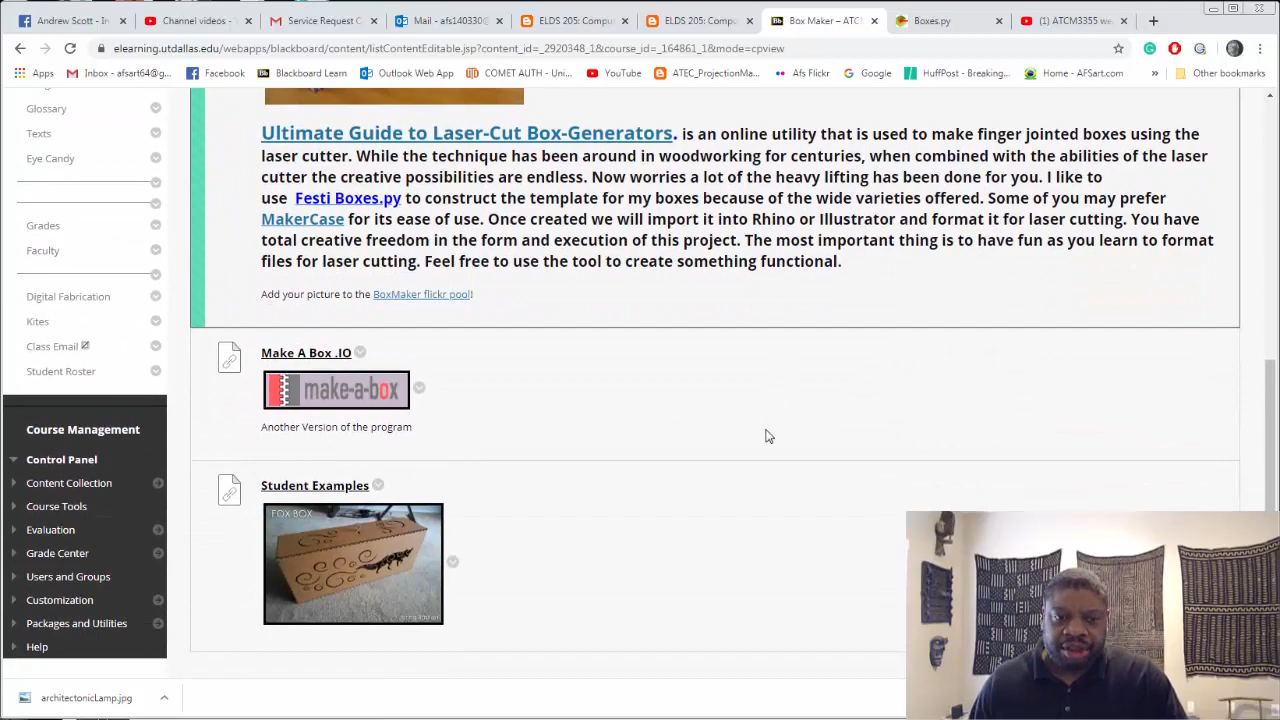 Andrew Scott - In
Channel videos -
Service Request C
Mail - afs140330@
ELDS 205: Compu
ELDS 205: Compu
Box Maker – ATC
Boxes.py
(1) ATCM3355 we
elearning.utdallas.edu/webapps/blackboard/content/listContentEditable.jsp?content_id=_2920348_1&course_id=_164861_1&mode=cpview
Apps
Inbox - afsart64@g...
Facebook
Blackboard Learn
Outlook Web App
COMET AUTH - Uni...
YouTube
ATEC_ProjectionMa...
Afs Flickr
Google
HuffPost - Breaking...
Home - AFSart.com
»
Other bookmarks
Glossary
Texts
Eye Candy
Grades
Faculty
Digital Fabrication
Kites
Class Email
Student Roster
Course Management
Control Panel
Content Collection
Course Tools
Evaluation
Grade Center
Users and Groups
Customization
Packages and Utilities
Help
Ultimate Guide to Laser-Cut Box-Generators. is an online utility that is used to make finger jointed boxes using the
laser cutter. While the technique has been around in woodworking for centuries, when combined with the abilities of the laser
cutter the creative possibilities are endless. Now worries a lot of the heavy lifting has been done for you. I like to
use Festi Boxes.py to construct the template for my boxes because of the wide varieties offered. Some of you may prefer
MakerCase for its ease of use. Once created we will import it into Rhino or Illustrator and format it for laser cutting. You have
total creative freedom in the form and execution of this project. The most important thing is to have fun as you learn to format
files for laser cutting. Feel free to use the tool to create something functional.
Add your picture to the BoxMaker flickr pool!
Make A Box .IO
make-a-box
Another Version of the program
Student Examples
FOX BOX
architectonicLamp.jpg